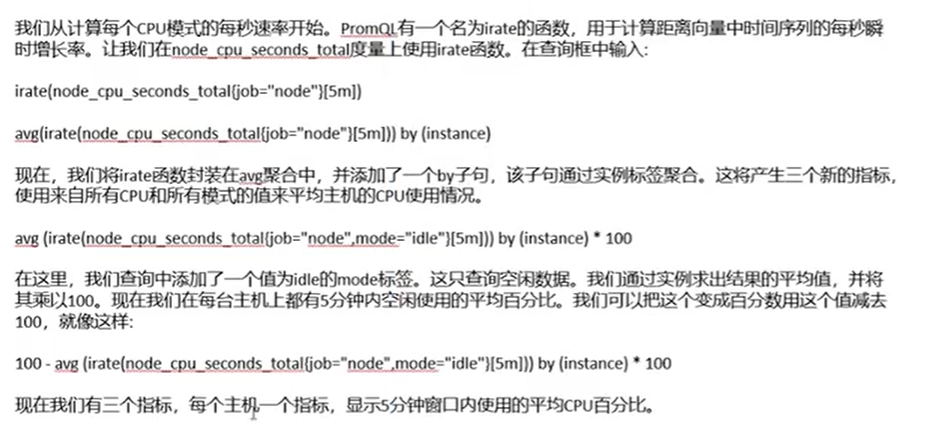 我们从计算每个CPU模式的每秒速率开始。PromQL有一个名为irate的函数，用于计算距离向量中时间序列的每秒瞬
时增长率。让我们在node_cpu_seconds_total度量上使用irate函数。在查询框中输入:
irate(node_cpu_seconds_total{job="node"}[5m])
avg(irate(node_cpu_seconds_total{job="node"}[5m])) by (instance)
现在，我们将irate函数封装在avg聚合中，并添加了一个by子句，该子句通过实例标签聚合。这将产生三个新的指标，
使用来自所有CPU和所有模式的值来平均主机的CPU使用情况。
avg (irate(node_cpu_seconds_total{job="node",mode="idle"}[5m])) by (instance) * 100
在这里，我们查询中添加了一个值为idle的mode标签。这只查询空闲数据。我们通过实例求出结果的平均值，并将
其乘以100。现在我们在每台主机上都有5分钟内空闲使用的平均百分比。我们可以把这个变成百分数用这个值减去
100，就像这样:
100 - avg (irate(node_cpu_seconds_total{job="node",mode="idle"}[5m])) by (instance) * 100
现在我们有三个指标，每个主机一个指标，显示5分钟窗口内使用的平均CPU百分比。